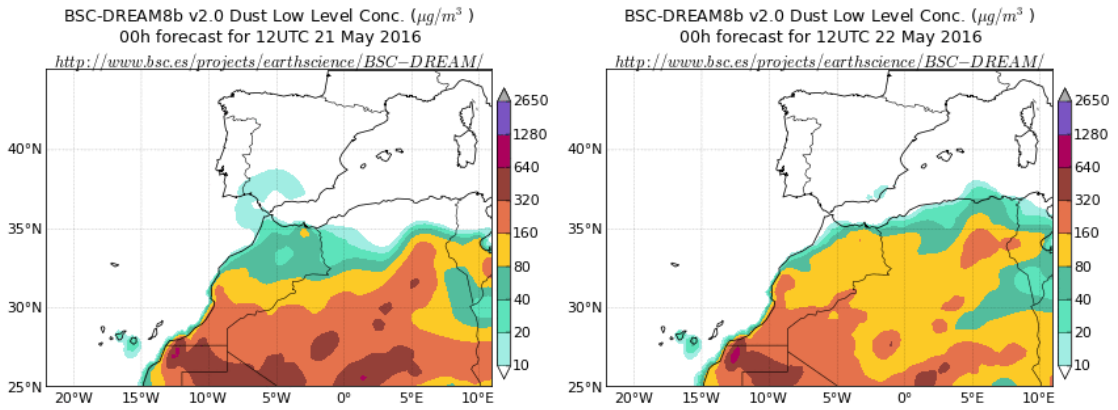 BSC-DREAM8b v2.0 Dust Low Level Conc. (μg/m³ )
00h forecast for 12UTC 21 May 2016
http://www.bsc.es/projects/earthscience/BSC−DREAM/
2650
1280
640
320
160
80
40
20
10
40°N
35°N
30°N
25°N
20°W
15°W
10°W
5°W
0°E
5°E
10°E
BSC-DREAM8b v2.0 Dust Low Level Conc. (μg/m³ )
00h forecast for 12UTC 22 May 2016
http://www.bsc.es/projects/earthscience/BSC−DREAM/
2650
1280
640
320
160
80
40
20
10
40°N
35°N
30°N
25°N
20°W
15°W
10°W
5°W
0°E
5°E
10°E